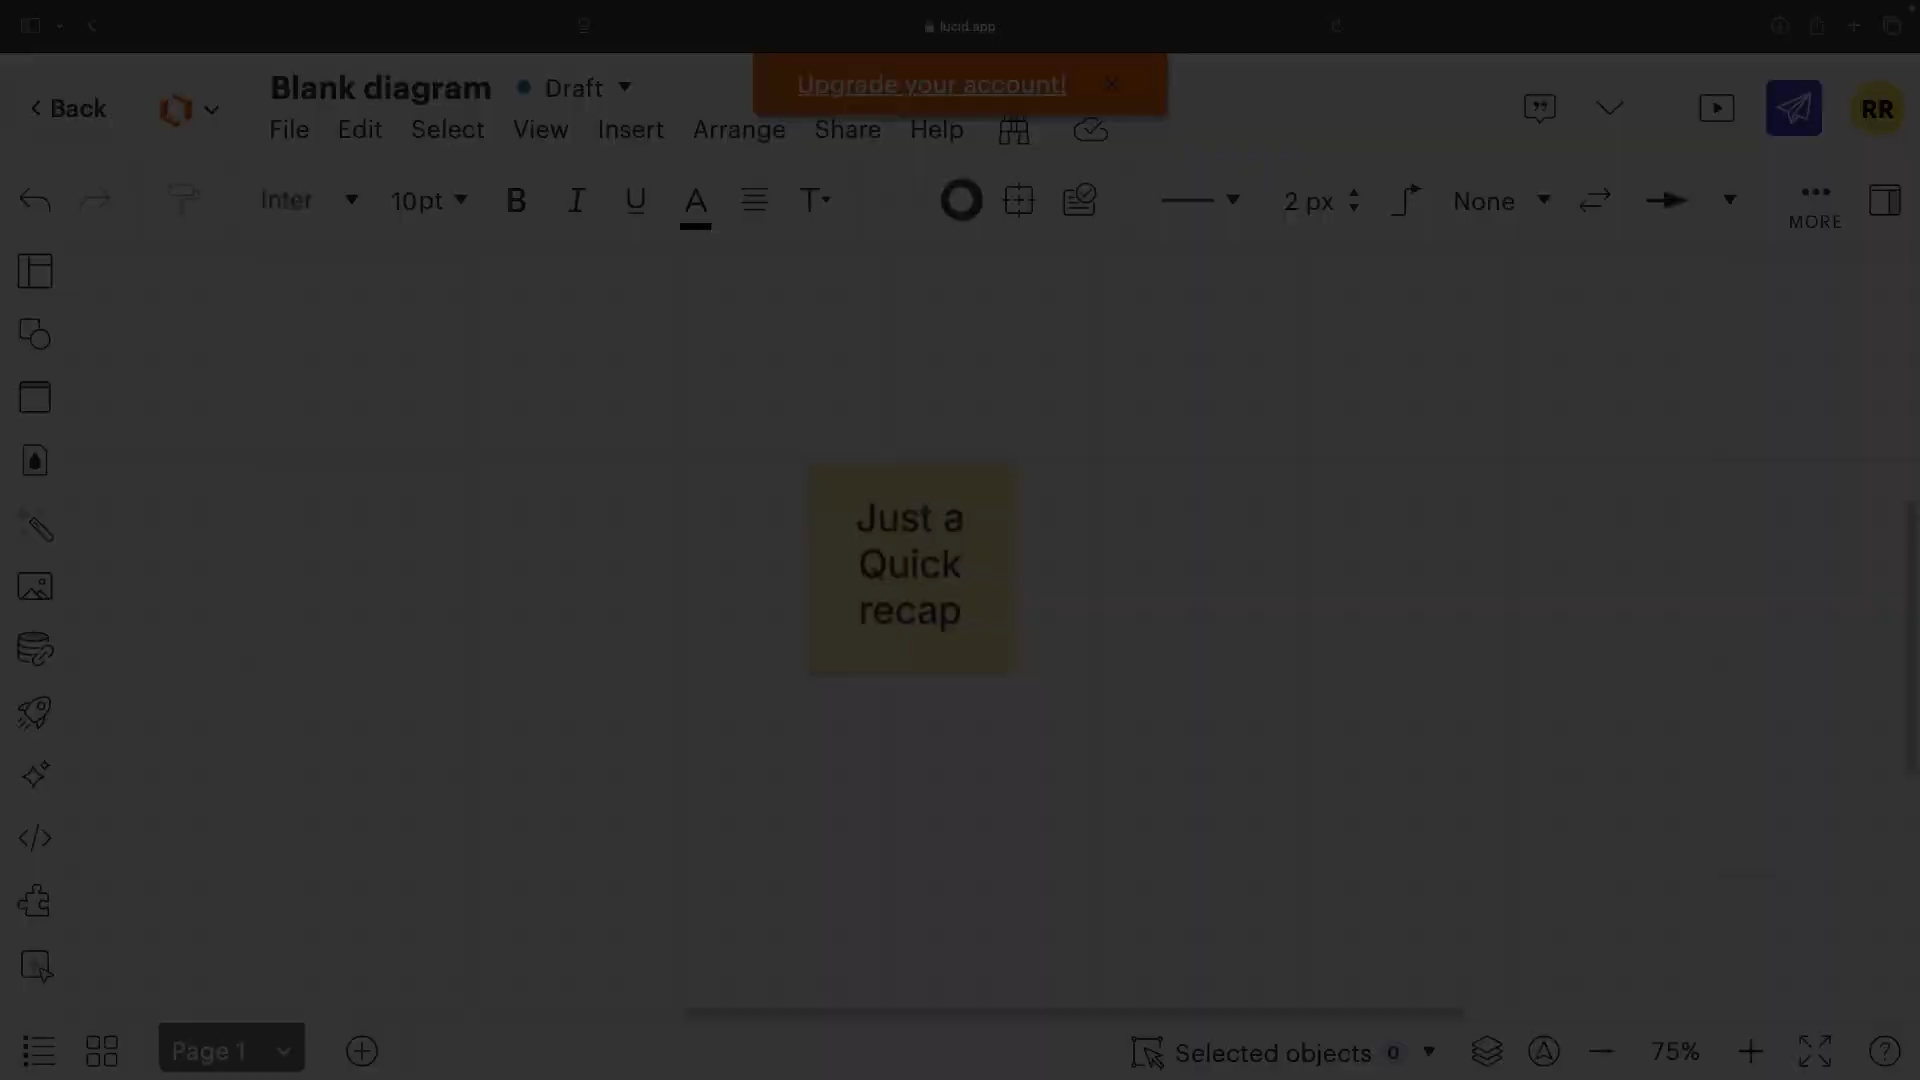 lucid.app
Upgrade your account!
Back
Blank diagram
Draft
RR
File Edit Select View Insert Arrange Share Help
Inter
10pt
B I U A T
2 px
None
MORE
Just a
Quick
recap
Page 1
Selected objects 0
75%